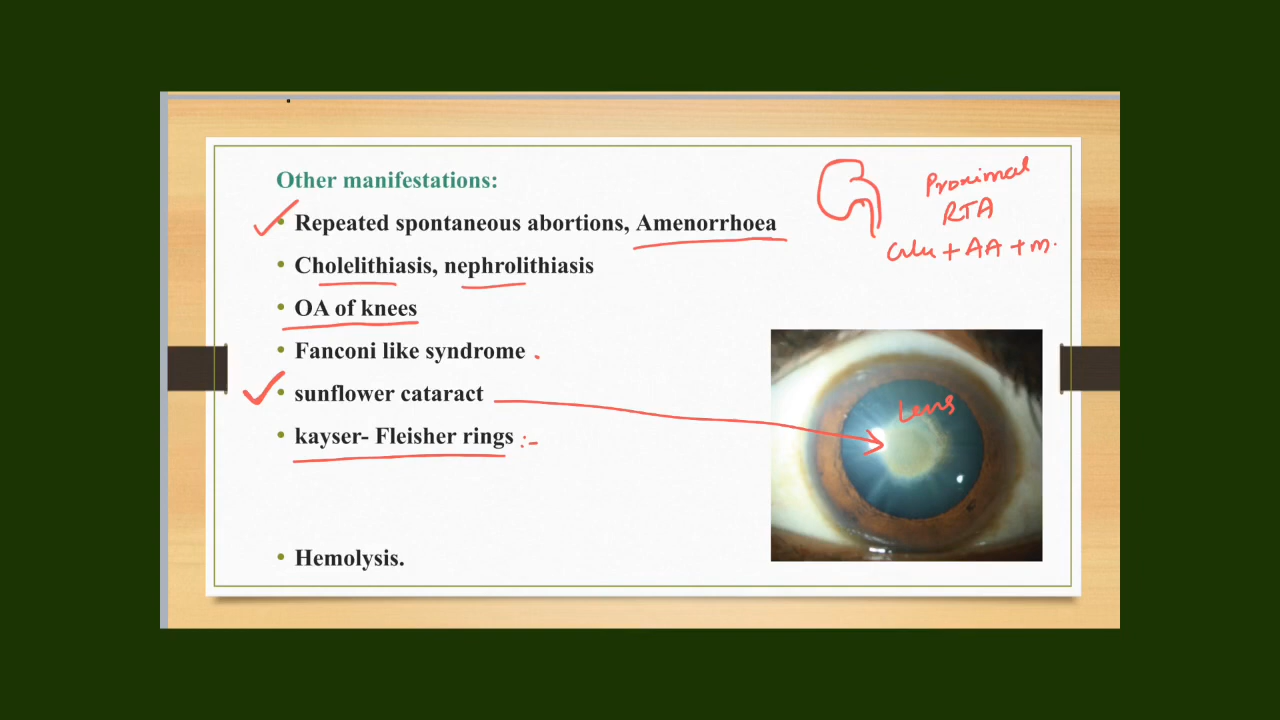 Other manifestations:
• Repeated spontaneous abortions, Amenorrhoea
• Cholelithiasis, nephrolithiasis
• OA of knees
• Fanconi like syndrome .
• sunflower cataract
• kayser- Fleisher rings :-
• Hemolysis.
Proximal
RTA
Glu + AA + m.
Lens